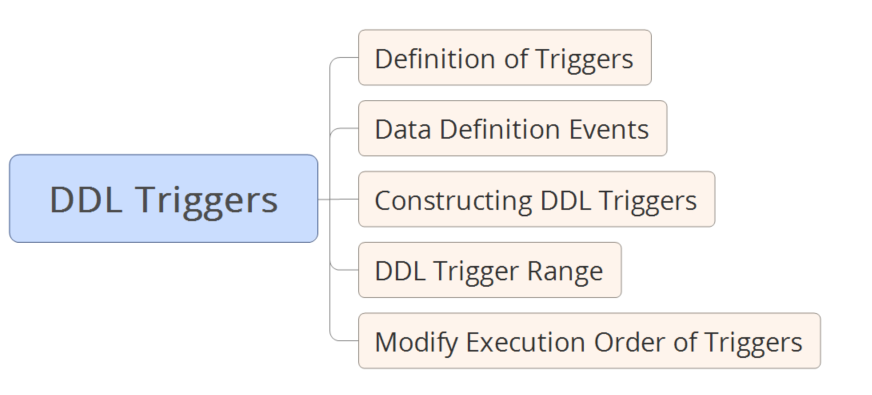 DDL Triggers
Definition of Triggers
Data Definition Events
Constructing DDL Triggers
DDL Trigger Range
Modify Execution Order of Triggers